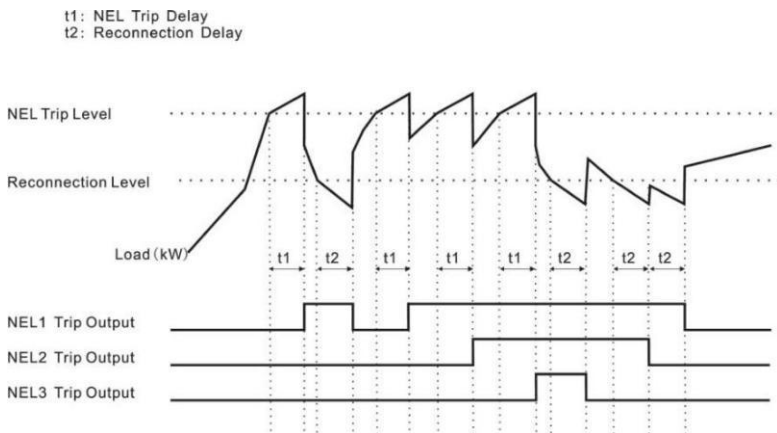 t1: NEL Trip Delay
t2: Reconnection Delay
NEL Trip Level
Reconnection Level
Load (kW)
t1 t2 t1 t1 t1 t2 t2 t2
NEL1 Trip Output
NEL2 Trip Output
NEL3 Trip Output